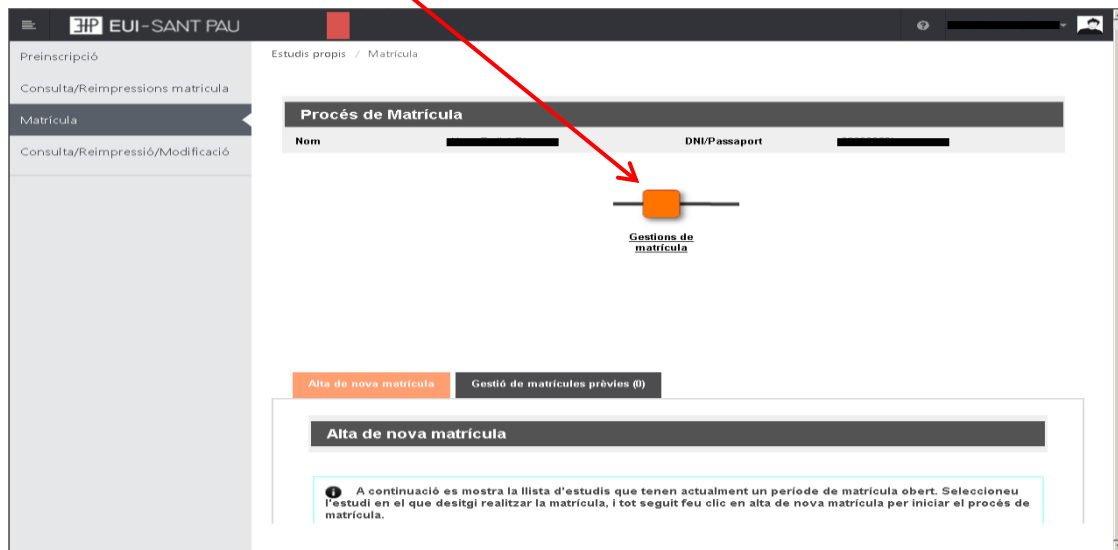 EUI-SANT PAU
Preinscripció
Consulta/Reimpressions matricula
Matrícula
Consulta/Reimpressió/Modificació
Estudis propis / Matrícula
Procés de Matrícula
Nom DNI/Passaport
Gestions de
matrícula
Alta de nova matrícula Gestió de matrícules prèvies (0)
Alta de nova matrícula
A continuació es mostra la llista d'estudis que tenen actualment un període de matrícula obert. Seleccioneu
l'estudi en el que desitgi realitzar la matrícula, i tot seguit feu clic en alta de nova matrícula per iniciar el procés de
matrícula.